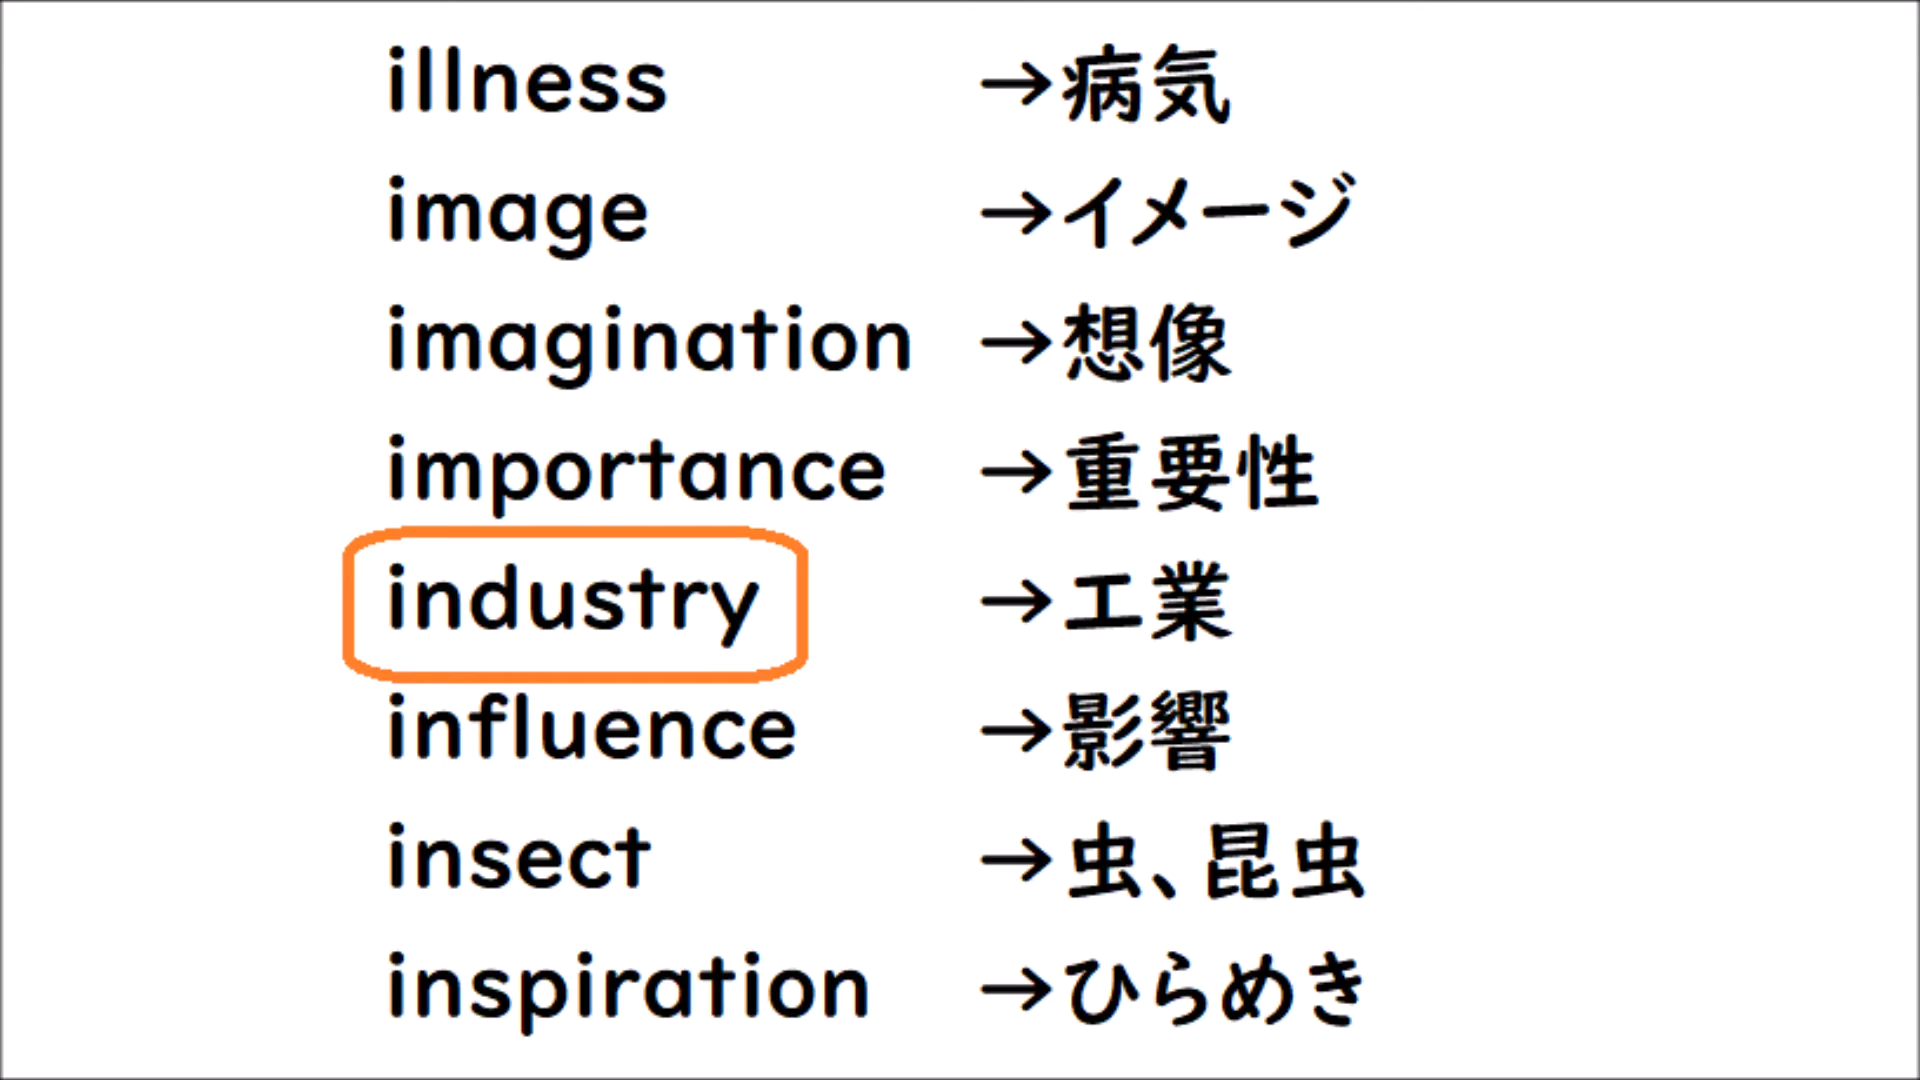 illness →病気
image →イメージ
imagination →想像
importance →重要性
industry →工業
influence →影響
insect →虫、昆虫
inspiration →ひらめき